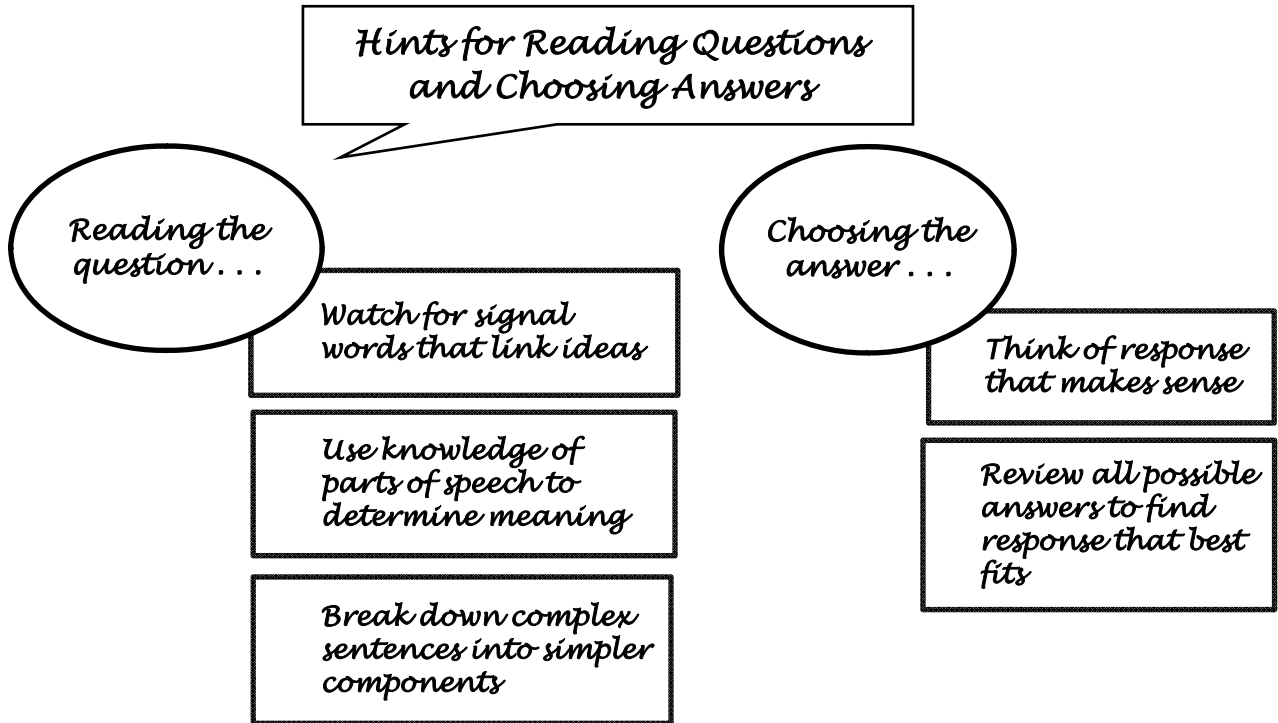 Hints for Reading Questions
and Choosing Answers
Reading the
question . . .
Watch for signal
words that link ideas
Use knowledge of
parts of speech to
determine meaning
Break down complex
sentences into simpler
components
Choosing the
answer . . .
Think of response
that makes sense
Review all possible
answers to find
response that best
fits